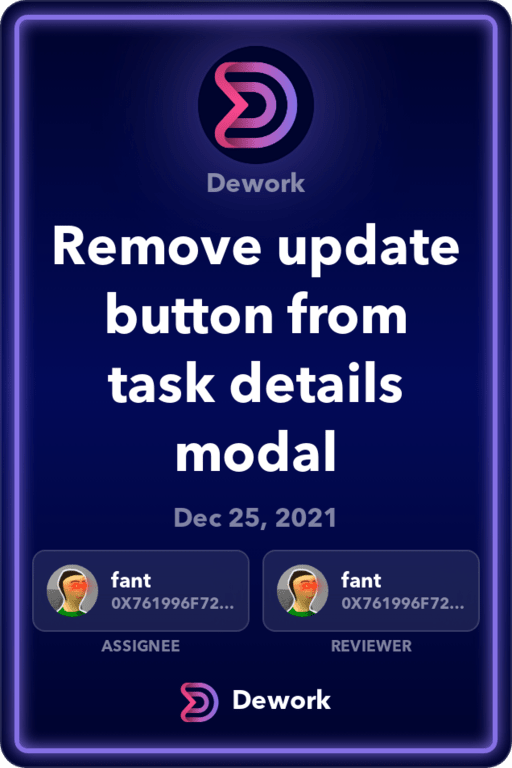 Dework
Remove update
button from
task details
modal
Dec 25, 2021
fant
0X761996F72...
ASSIGNEE
fant
0X761996F72...
REVIEWER
Dework